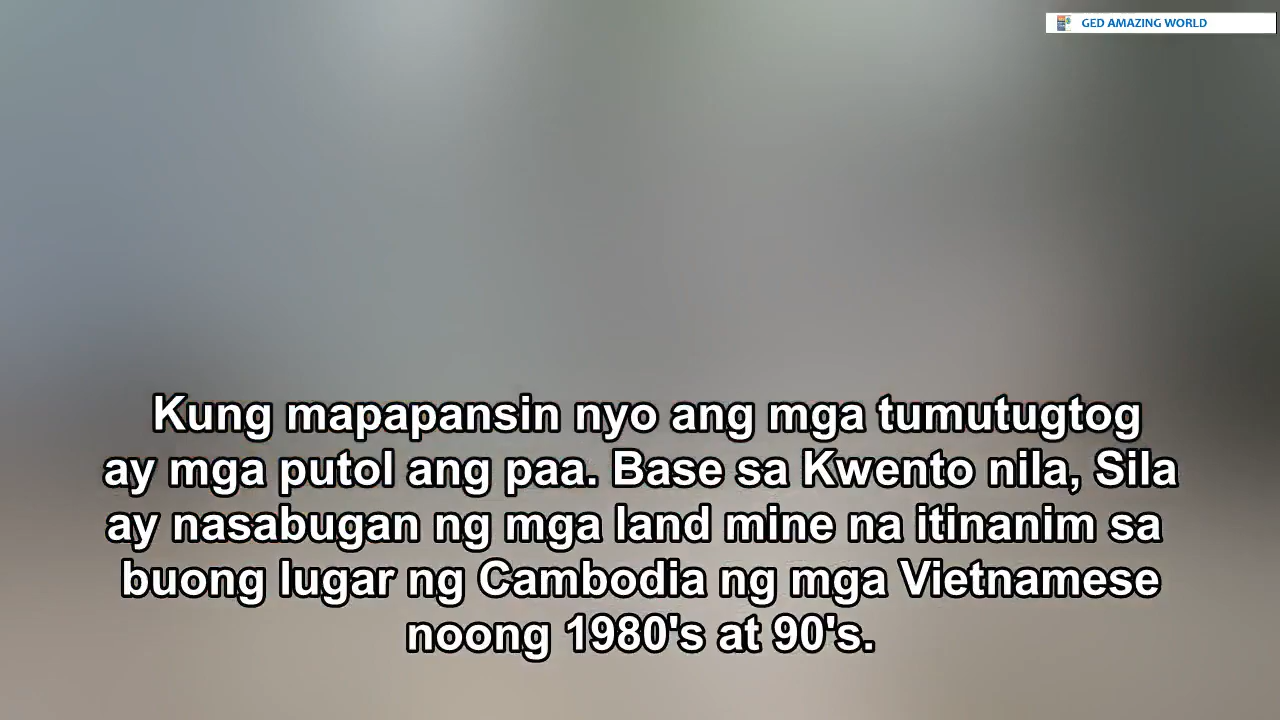 GED AMAZING WORLD
Kung mapapansin nyo ang mga tumutugtog
ay mga putol ang paa. Base sa Kwento nila, Sila
ay nasabugan ng mga land mine na itinanim sa
buong lugar ng Cambodia ng mga Vietnamese
noong 1980's at 90's.